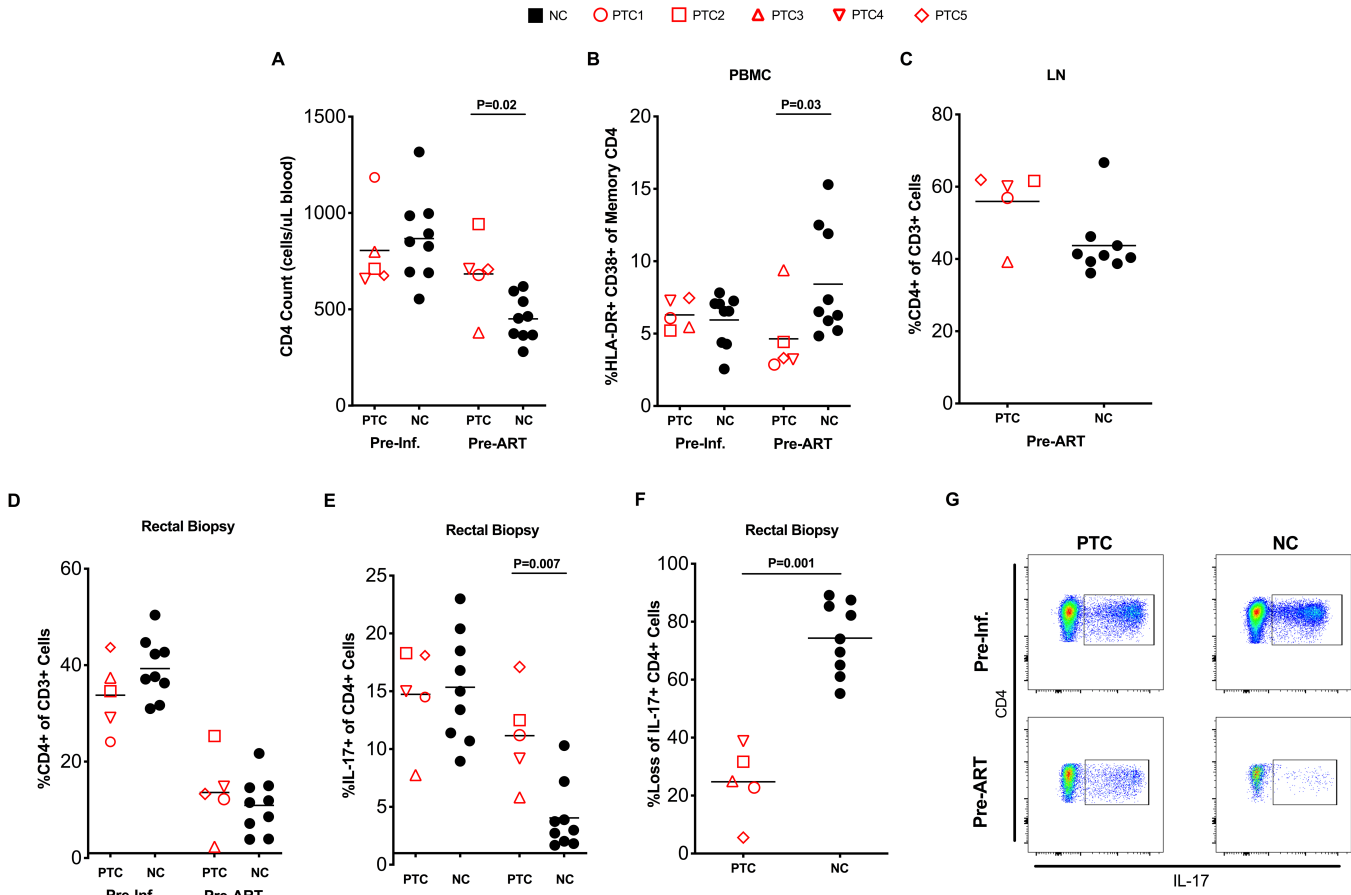 NC PTC1 PTC2 PTC3 PTC4 PTC5
A
P=0.02
1500
1000
500
0
CD4 Count (cells/uL blood)
PTC NC PTC NC
Pre-Inf. Pre-ART
B
PBMC
P=0.03
20
15
10
5
0
%HLA-DR+ CD38+ of Memory CD4
PTC NC PTC NC
Pre-Inf. Pre-ART
C
LN
80
60
40
20
0
%CD4+ of CD3+ Cells
PTC NC
Pre-ART
D
Rectal Biopsy
60
40
20
0
%CD4+ of CD3+ Cells
PTC NC PTC NC
Pre-Inf. Pre-ART
E
Rectal Biopsy
P=0.007
25
20
15
10
5
0
%IL-17+ of CD4+ Cells
PTC NC PTC NC
F
Rectal Biopsy
P=0.001
100
80
60
40
20
0
%Loss of IL-17+ CD4+ Cells
PTC NC
G
PTC NC
Pre-Inf.
Pre-ART
CD4
IL-17